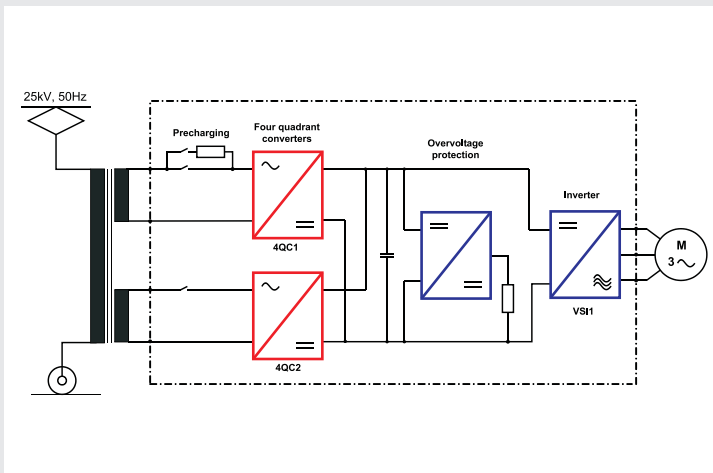 25kV, 50Hz
Precharging
Four quadrant
converters
Overvoltage
protection
Inverter
4QC1
4QC2
M
3
VSI1